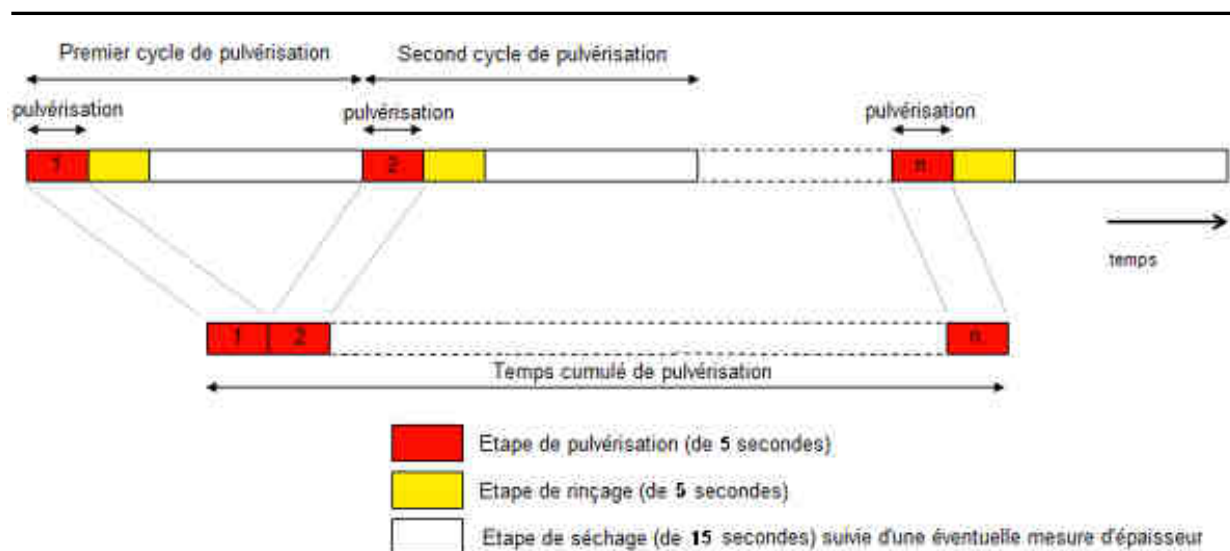 Premier cycle de pulvérisation
Second cycle de pulvérisation
pulvérisation
pulvérisation
pulvérisation
1
2
n
temps
1
2
n
Temps cumulé de pulvérisation
Etape de pulvérisation (de 5 secondes)
Etape de rinçage (de 5 secondes)
Etape de séchage (de 15 secondes) suivie d'une éventuelle mesure d'épaisseur